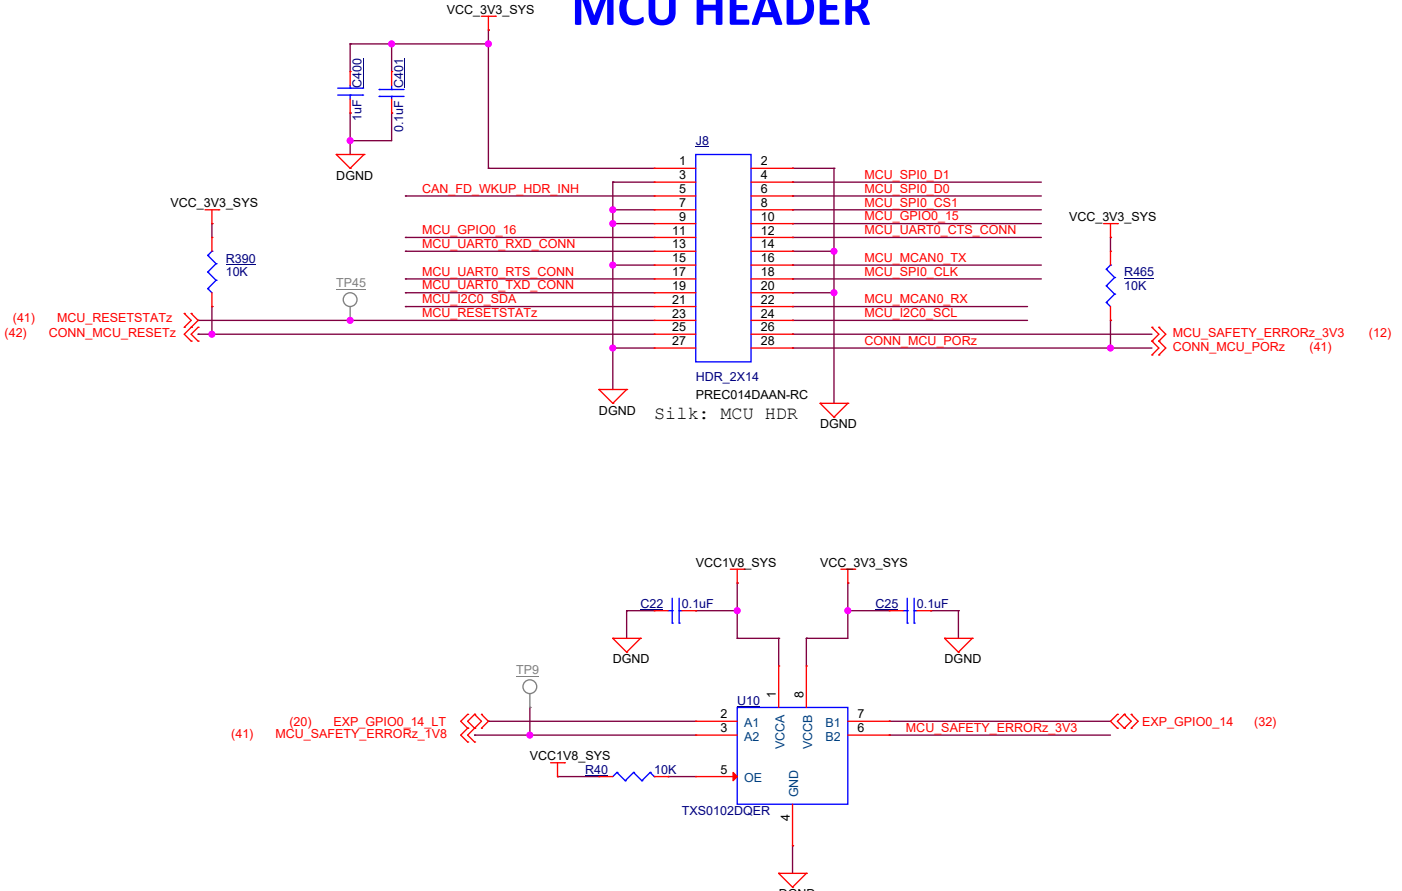 MCU HEADER
VCC_3V3_SYS
C400
1uF
C401
0.1uF
DGND
J8
1 2
3 4 MCU_SPI0_D1
CAN_FD_WKUP_HDR_INH 5 6 MCU_SPI0_D0
7 8 MCU_SPI0_CS1
9 10 MCU_GPIO0_15
MCU_GPIO0_16 11 12 MCU_UART0_CTS_CONN
MCU_UART0_RXD_CONN 13 14
15 16 MCU_MCAN0_TX
MCU_UART0_RTS_CONN 17 18 MCU_SPI0_CLK
MCU_UART0_TXD_CONN 19 20
MCU_I2C0_SDA 21 22 MCU_MCAN0_RX
MCU_RESETSTATz 23 24 MCU_I2C0_SCL
25 26
27 28 CONN_MCU_PORz
VCC_3V3_SYS
R390
10K
TP45
(41) MCU_RESETSTATz
(42) CONN_MCU_RESETz
VCC_3V3_SYS
R465
10K
MCU_SAFETY_ERRORz_3V3 (12)
CONN_MCU_PORz (41)
HDR_2X14
PREC014DAAN-RC
Silk: MCU HDR
DGND
DGND
VCC1V8_SYS
VCC_3V3_SYS
C22 0.1uF
C25 0.1uF
DGND
DGND
TP9
U10
1
8
(20) EXP_GPIO0_14_LT
(41) MCU_SAFETY_ERRORz_1V8
2 A1
3 A2
VCCA
VCCB
B1 7
B2 6
MCU_SAFETY_ERRORz_3V3
EXP_GPIO0_14 (32)
VCC1V8_SYS
R40 10K
5 OE
GND
TXS0102DQER
4
DGND